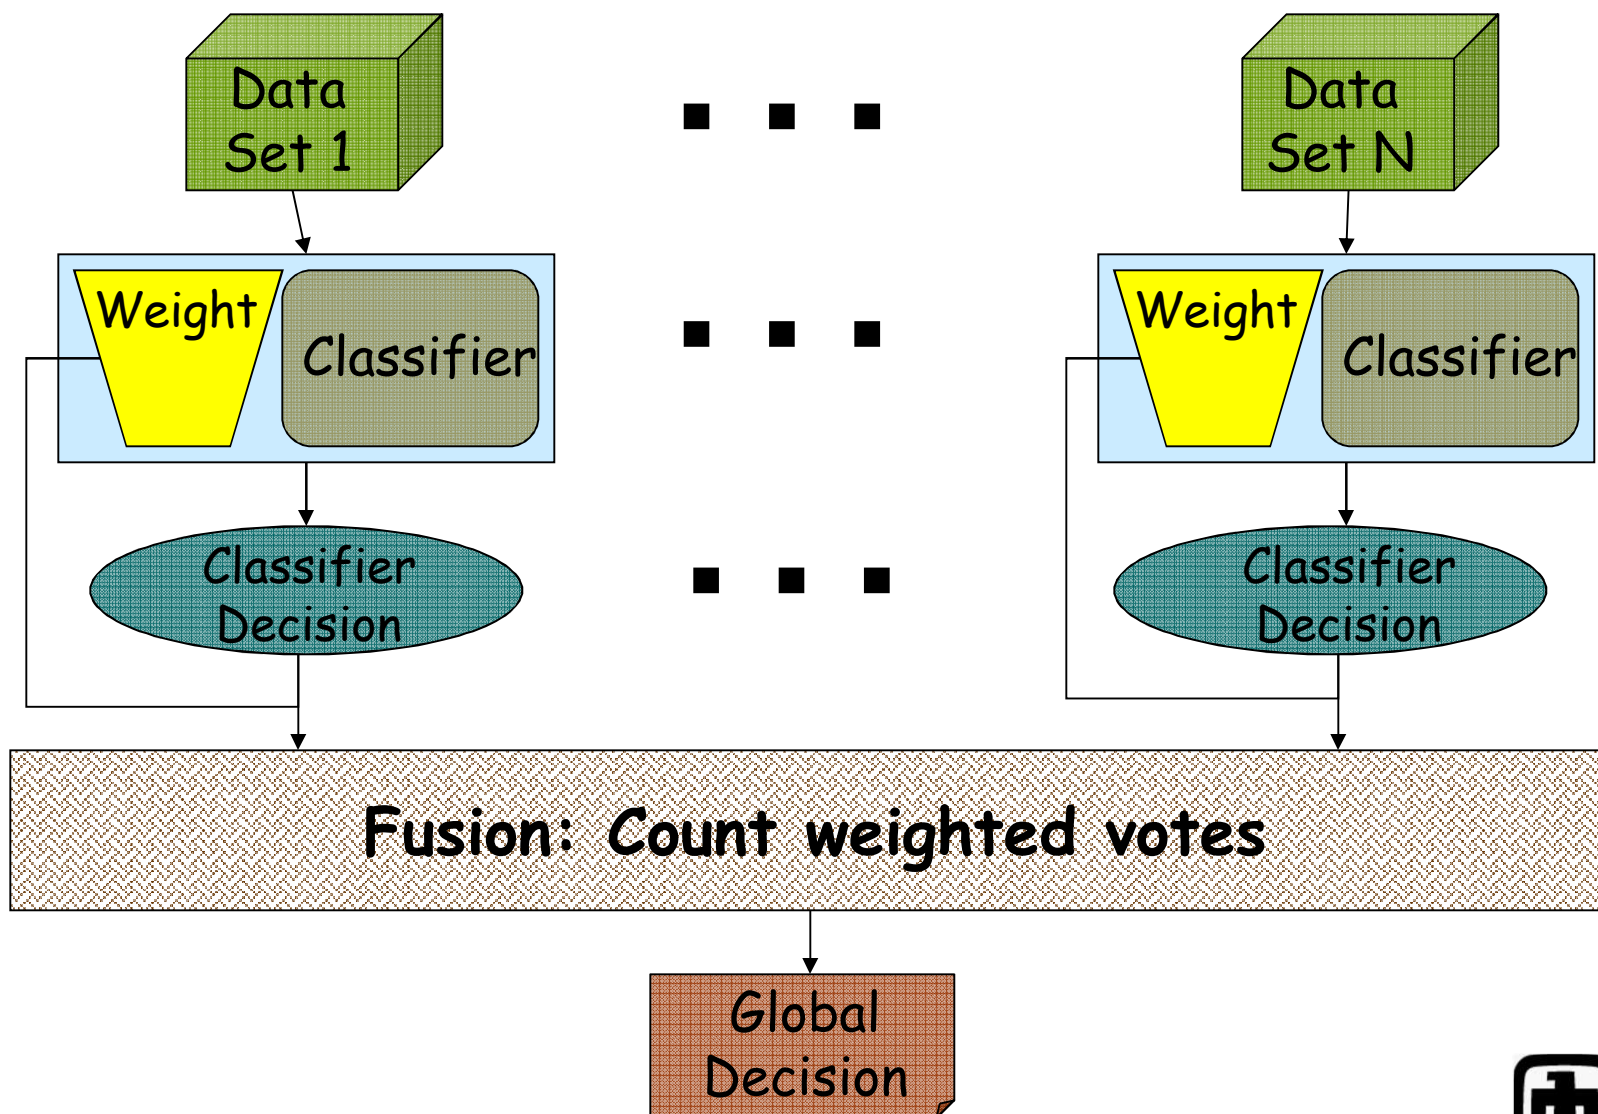 Data
Set 1
Data
Set N
Weight
Classifier
Weight
Classifier
Classifier
Decision
Classifier
Decision
Fusion: Count weighted votes
Global
Decision